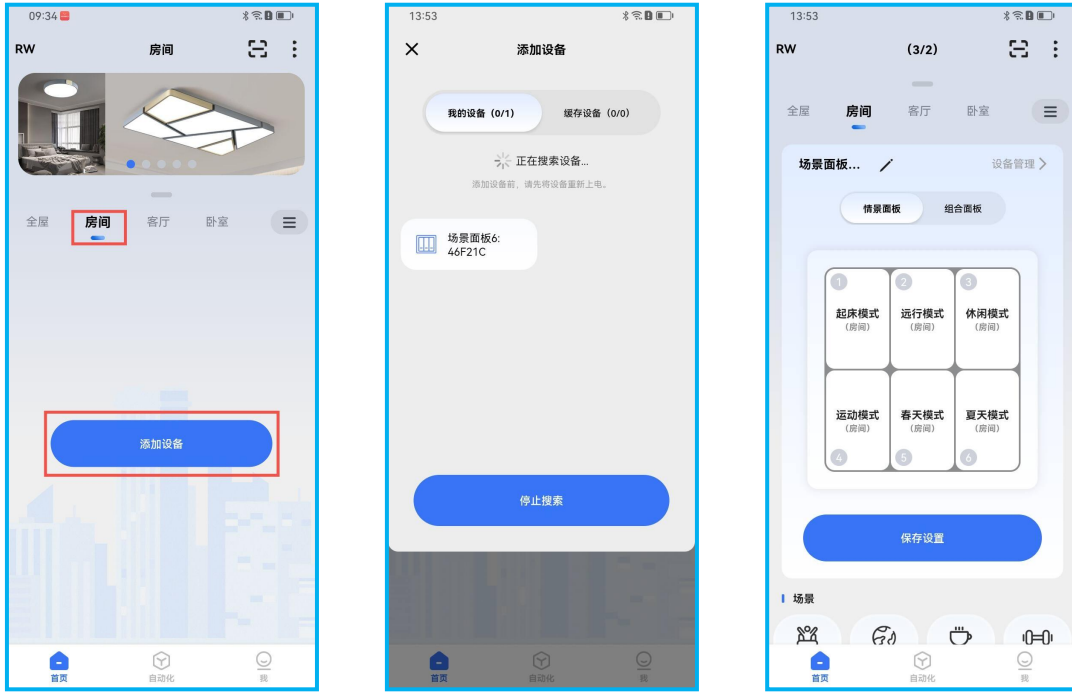 09:34
RW
房间
全屋
房间
客厅
卧室
添加设备
首页
自动化
我
13:53
添加设备
我的设备（0/1）
缓存设备（0/0）
正在搜索设备...
添加设备前，请先将设备重新上电。
场景面板6:
46F21C
停止搜索
首页
自动化
我
13:53
RW
（3/2）
全屋
房间
客厅
卧室
场景面板...
设备管理
情景面板
组合面板
1
2
3
起床模式
（房间）
远行模式
（房间）
休闲模式
（房间）
运动模式
（房间）
春天模式
（房间）
夏天模式
（房间）
4
5
6
保存设置
场景
首页
自动化
我